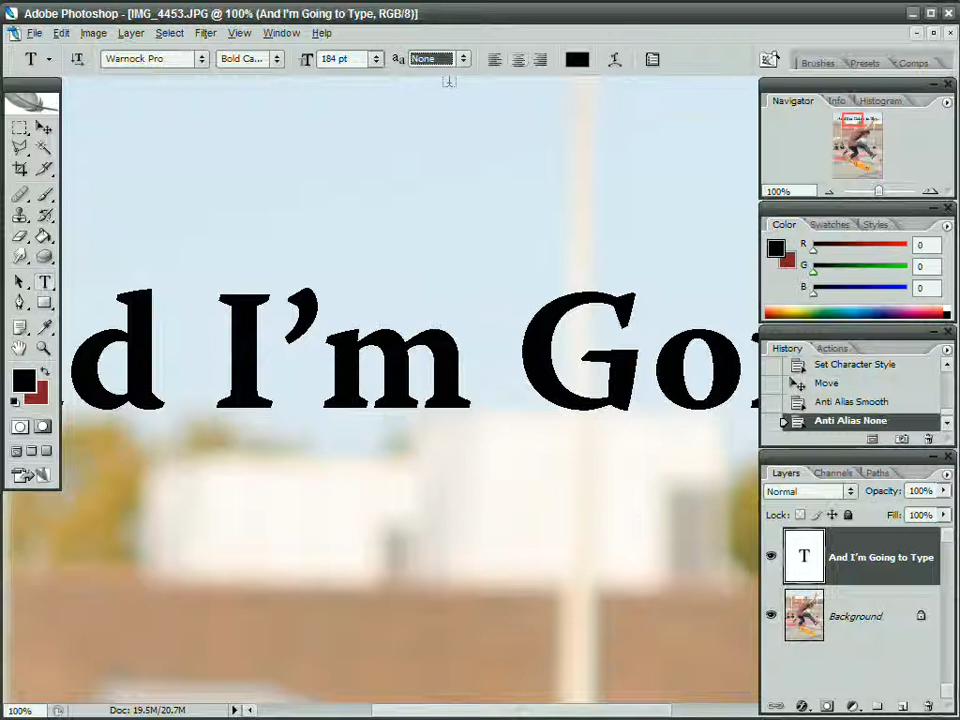 Adobe Photoshop - [IMG_4453.JPG @ 100% (And I'm Going to Type, RGB/8)]
File Edit Image Layer Select Filter View Window Help
Warnock Pro Bold Ca... 184 pt None Brushes Presets Comps
Navigator Info Histogram
100%
Color Swatches Styles
R 0
G 0
B 0
d I’m Go
History Actions
Set Character Style
Move
Anti Alias Smooth
Anti Alias None
Layers Channels Paths
Normal Opacity: 100%
Lock: Fill: 100%
T And I'm Going to Type
Background
100% Doc: 19.5M/20.7M